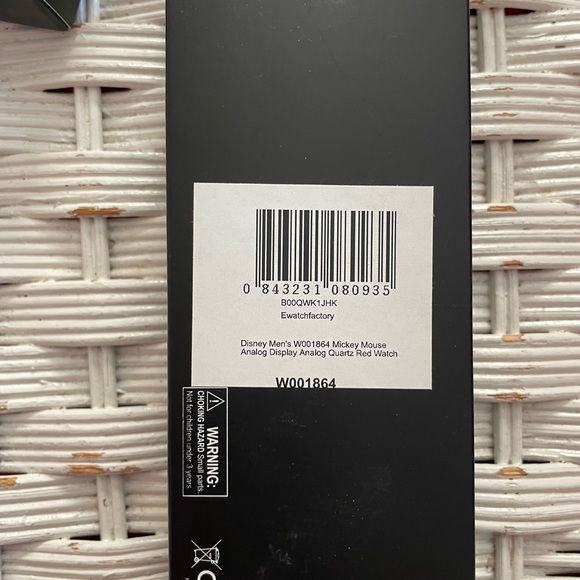 0 843231 080935
B00QWK1JHK
Ewatchfactory
Disney Men's W001864 Mickey Mouse
Analog Display Analog Quartz Red Watch
W001864
WARNING:
CHOKING HAZARD Small parts.
Not for children under 3 years